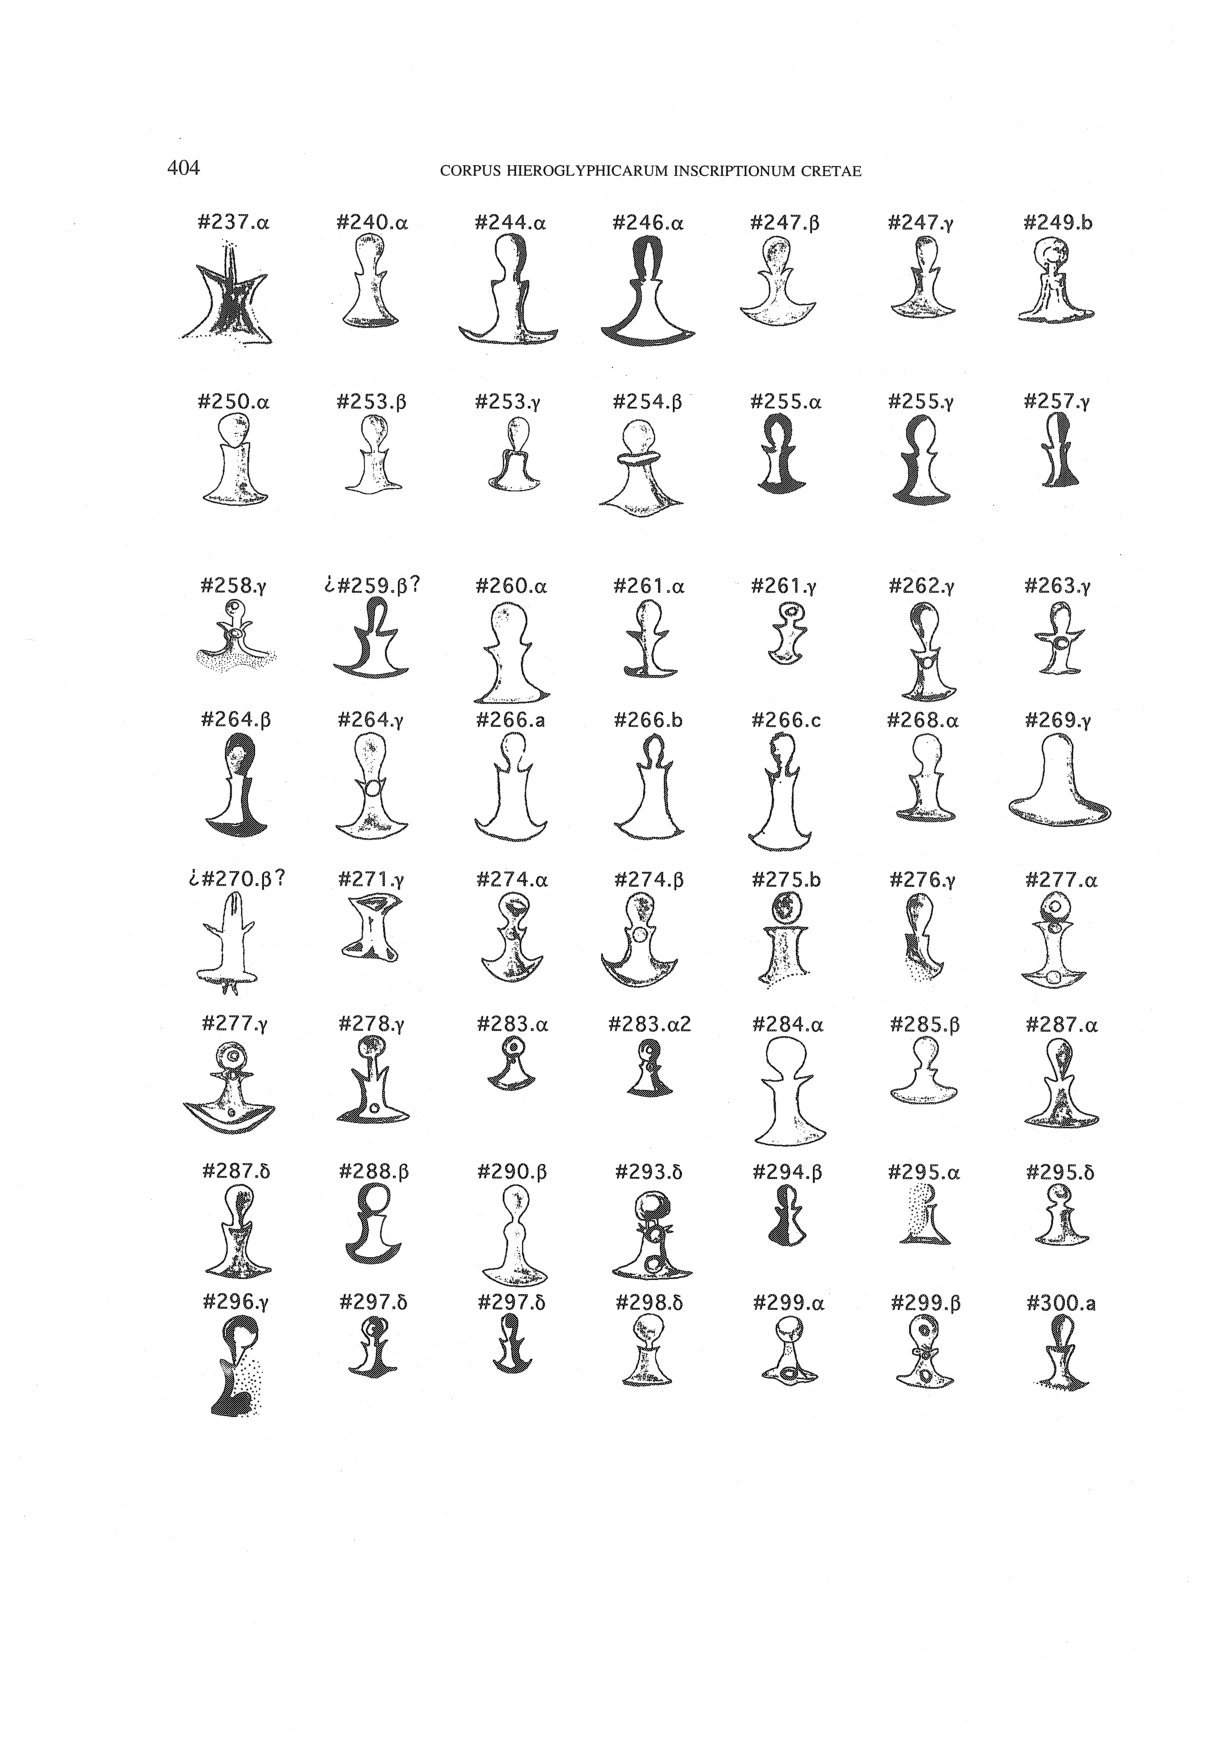 404 CORPUS HIEROGLYPHICARUM INSCRIPTIONUM CRETAE
#237.α #240.α #244.α #246.α #247.β #247.γ #249.b
#250.α #253.β #253.γ #254.β #255.α #255.γ #257.γ
#258.γ ¿#259.β? #260.α #261.α #261.γ #262.γ #263.γ
#264.β #264.γ #266.a #266.b #266.c #268.α #269.γ
¿#270.β? #271.γ #274.α #274.β #275.b #276.γ #277.α
#277.γ #278.γ #283.α #283.α2 #284.α #285.β #287.α
#287.δ #288.β #290.β #293.δ #294.β #295.α #295.δ
#296.γ #297.δ #297.δ #298.δ #299.α #299.β #300.a